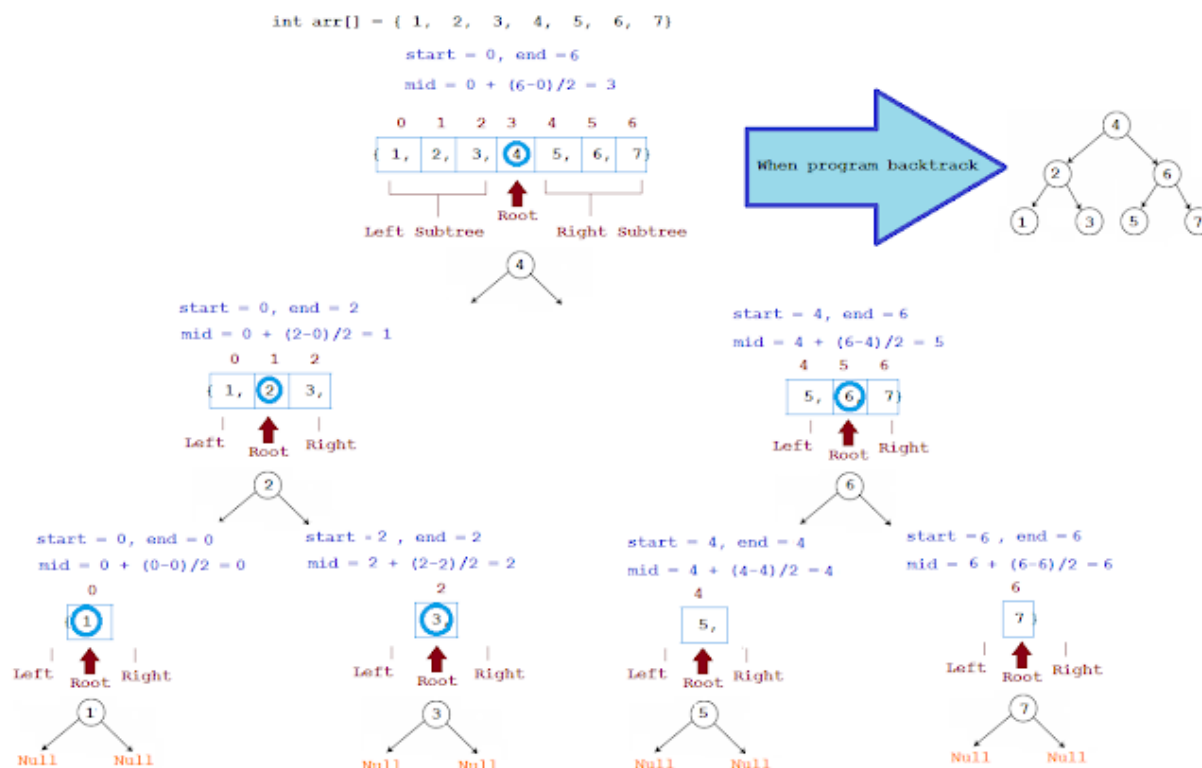 int arr[] = { 1, 2, 3, 4, 5, 6, 7}
start = 0, end =6
mid = 0 + (6-0)/2 = 3
0 1 2 3 4 5 6
{ 1, 2, 3, 4, 5, 6, 7}
Left Subtree Root Right Subtree
When program backtrack
4
2 6
1 3 5 7
4
start = 0, end = 2
mid = 0 + (2-0)/2 = 1
0 1 2
{ 1, 2, 3,
Left Root Right
2
start = 4, end = 6
mid = 4 + (6-4)/2 = 5
4 5 6
5, 6, 7}
Left Root Right
6
start = 0, end = 0
mid = 0 + (0-0)/2 = 0
0
{ 1
Left Root Right
1
Null Null
start = 2 , end = 2
mid = 2 + (2-2)/2 = 2
2
3,
Left Root Right
3
Null Null
start = 4, end = 4
mid = 4 + (4-4)/2 = 4
4
5,
Left Root Right
5
Null Null
start =6 , end = 6
mid = 6 + (6-6)/2 = 6
6
7}
Left Root Right
7
Null Null